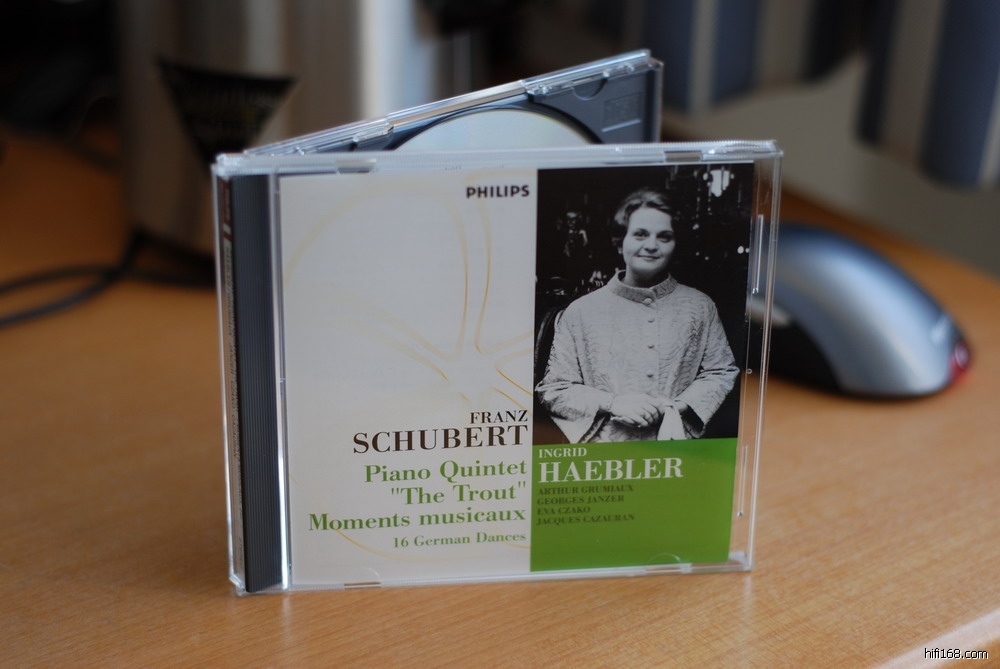 PHILIPS
FRANZ
SCHUBERT
Piano Quintet
"The Trout"
Moments musicaux
16 German Dances
INGRID
HAEBLER
ARTHUR GRUMIAUX
GEORGES JANZER
EVA CZAKO
JACQUES CAZAURAN
hifi168.com